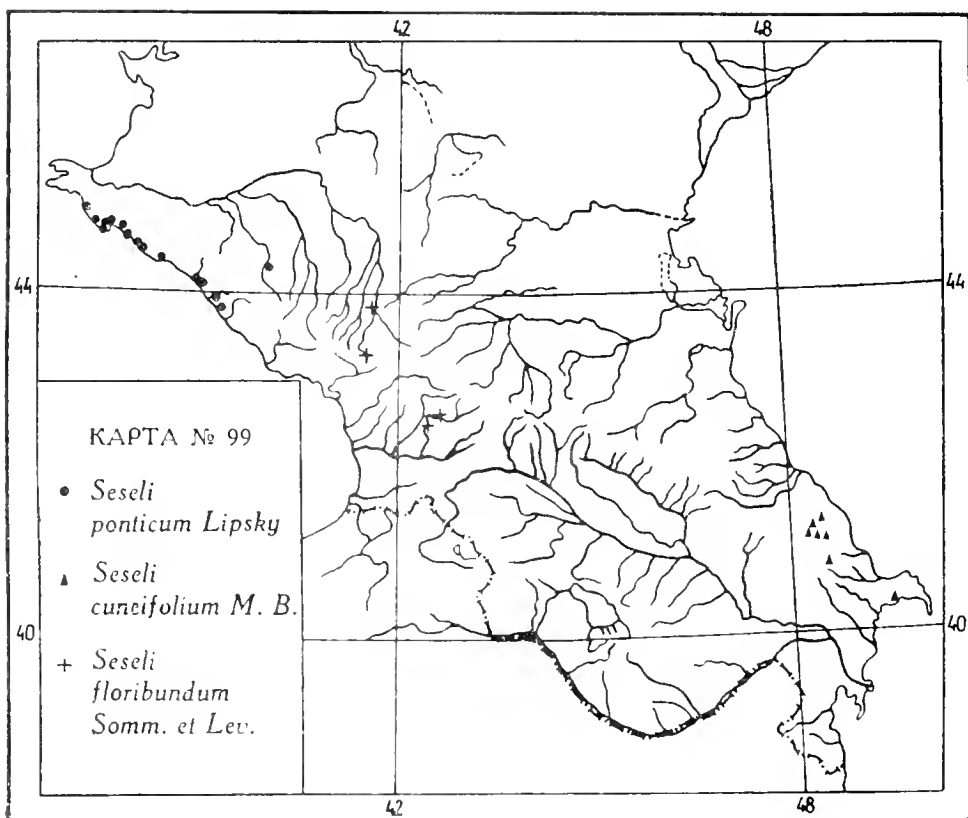 42 48
44 44
КАРТА № 99
Seseli
ponticum Lipsky
Seseli
cuneifolium M. B.
40 40
Seseli
floribundum
Somm. et Lev.
42 48